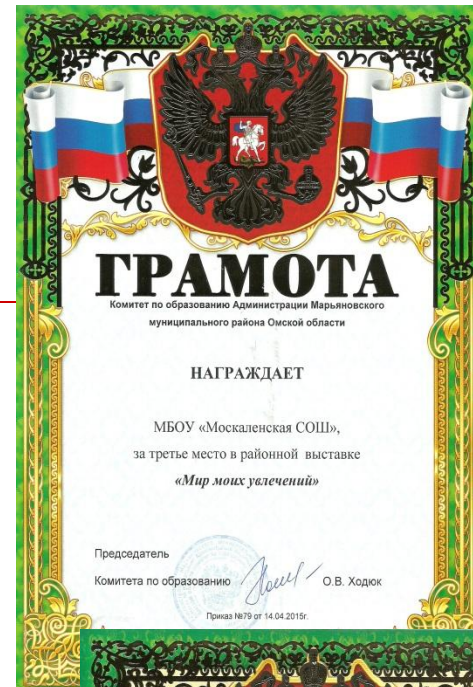 ГРАМОТА
Комитет по образованию Администрации Марьяновского
муниципального района Омской области
НАГРАЖДАЕТ
МБОУ «Москаленская СОШ»,
за третье место в районной выставке
«Мир моих увлечений»
Председатель
Комитета по образованию О.В. Ходюк
Приказ №79 от 14.04.2015г.